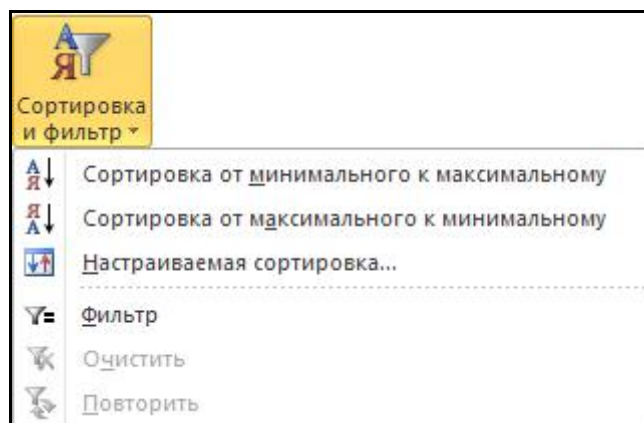 Сортировка
и фильтр
Сортировка от минимального к максимальному
Сортировка от максимального к минимальному
Настраиваемая сортировка...
Фильтр
Очистить
Повторить